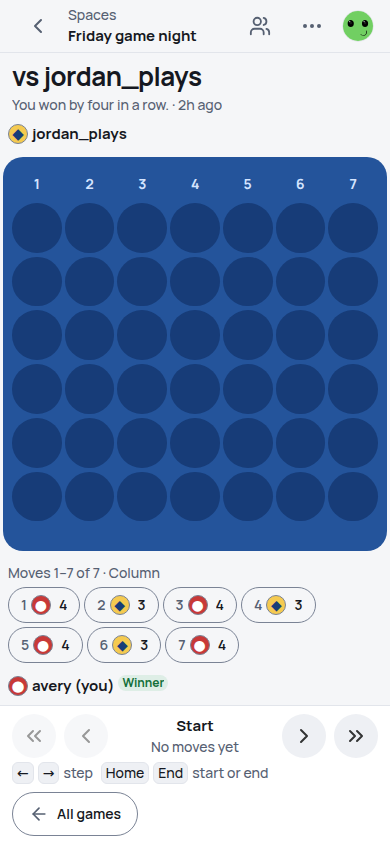 Spaces
Friday game night
vs jordan_plays
You won by four in a row. · 2h ago
jordan_plays
1 2 3 4 5 6 7
Moves 1–7 of 7 · Column
1 4 2 3 3 4 4 3
5 4 6 3 7 4
avery (you) Winner
Start
No moves yet
← → step Home End start or end
← All games